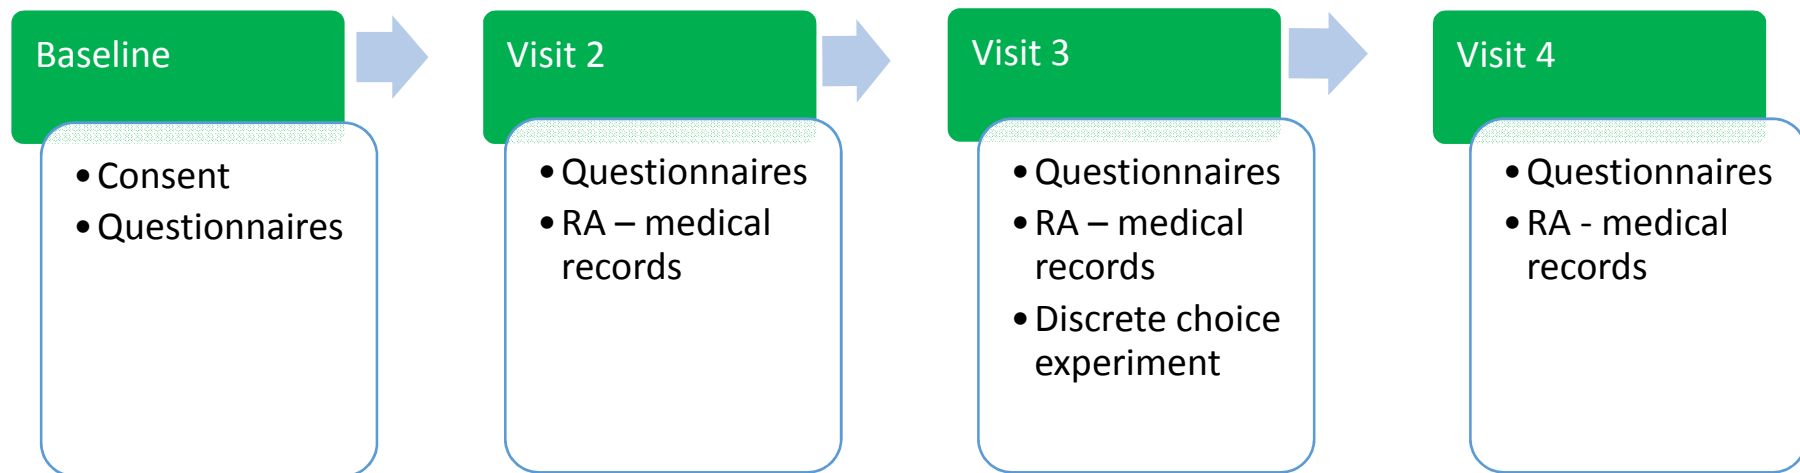 Baseline
• Consent
• Questionnaires
Visit 2
• Questionnaires
• RA – medical
records
Visit 3
• Questionnaires
• RA – medical
records
• Discrete choice
experiment
Visit 4
• Questionnaires
• RA - medical
records